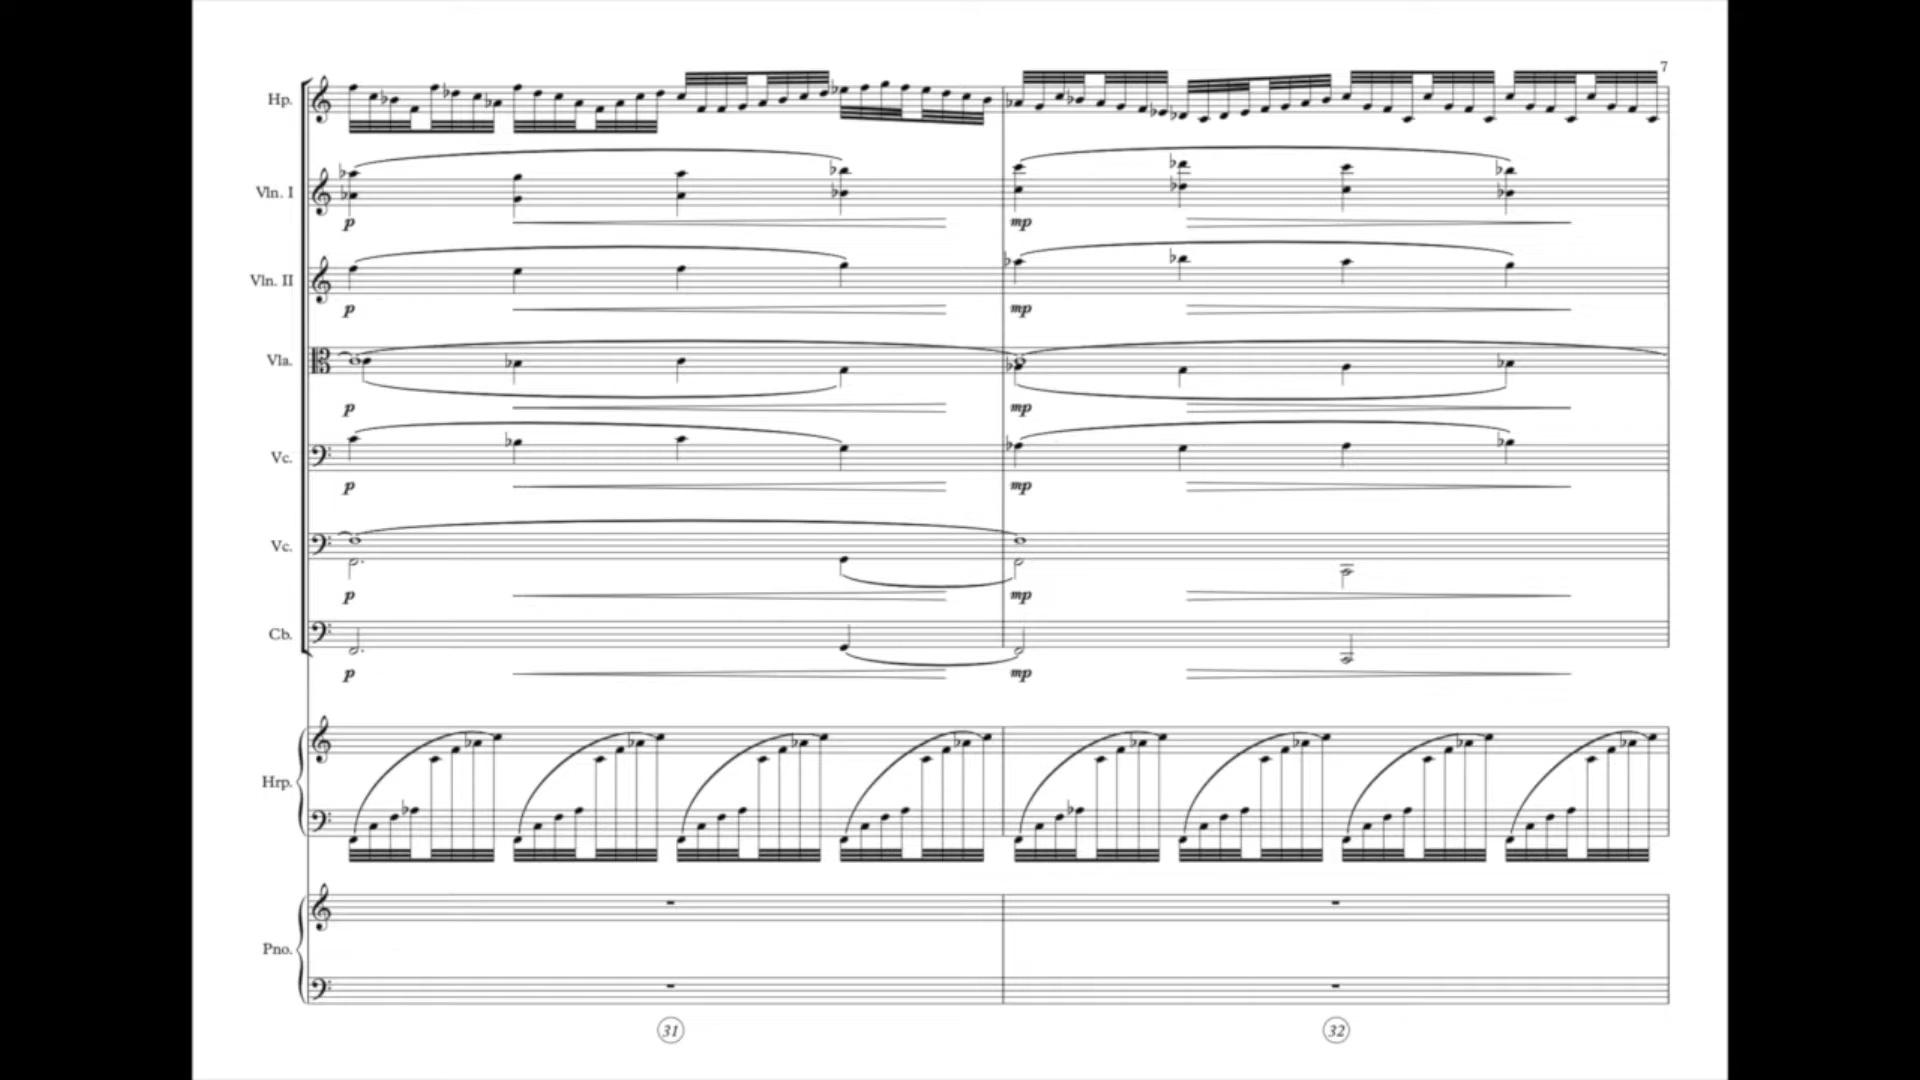 7
Hp.
Vln. I
p mp
Vln. II
p mp
Vla.
p mp
Vc.
p mp
Vc.
p mp
Cb.
p mp
Hrp.
Pno.
31 32